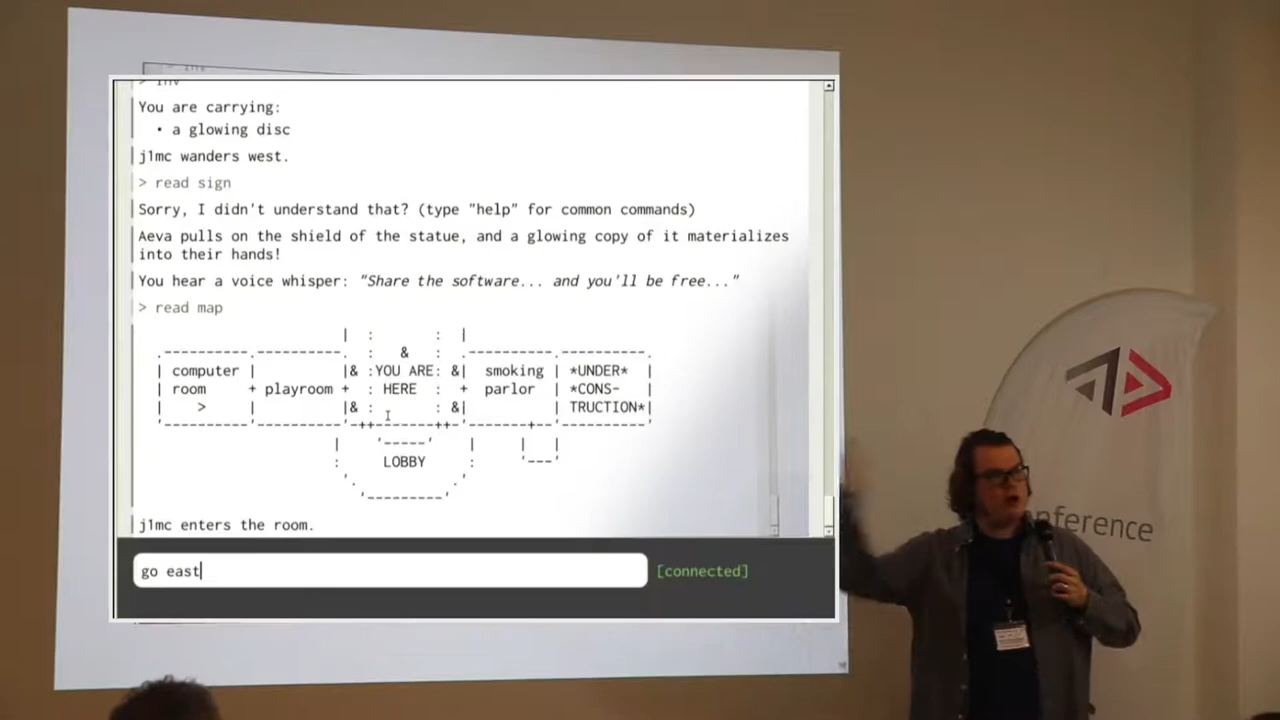 You are carrying:
• a glowing disc
j1mc wanders west.
> read sign
Sorry, I didn't understand that? (type "help" for common commands)
Aeva pulls on the shield of the statue, and a glowing copy of it materializes
into their hands!
You hear a voice whisper: "Share the software... and you'll be free..."
> read map
computer
room
>
playroom
YOU ARE
HERE
smoking
parlor
*UNDER*
*CONS-
TRUCTION*
LOBBY
j1mc enters the room.
go east
[connected]
nference